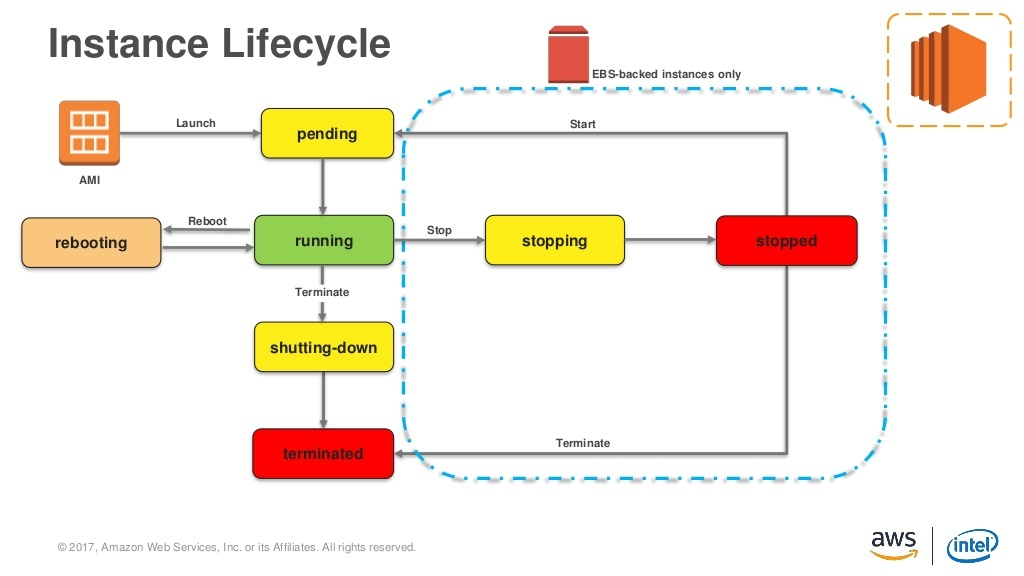 Instance Lifecycle
EBS-backed instances only
Launch
pending
Start
AMI
rebooting
Reboot
running
Stop
stopping
stopped
Terminate
shutting-down
terminated
Terminate
© 2017, Amazon Web Services, Inc. or its Affiliates. All rights reserved.
aws
intel